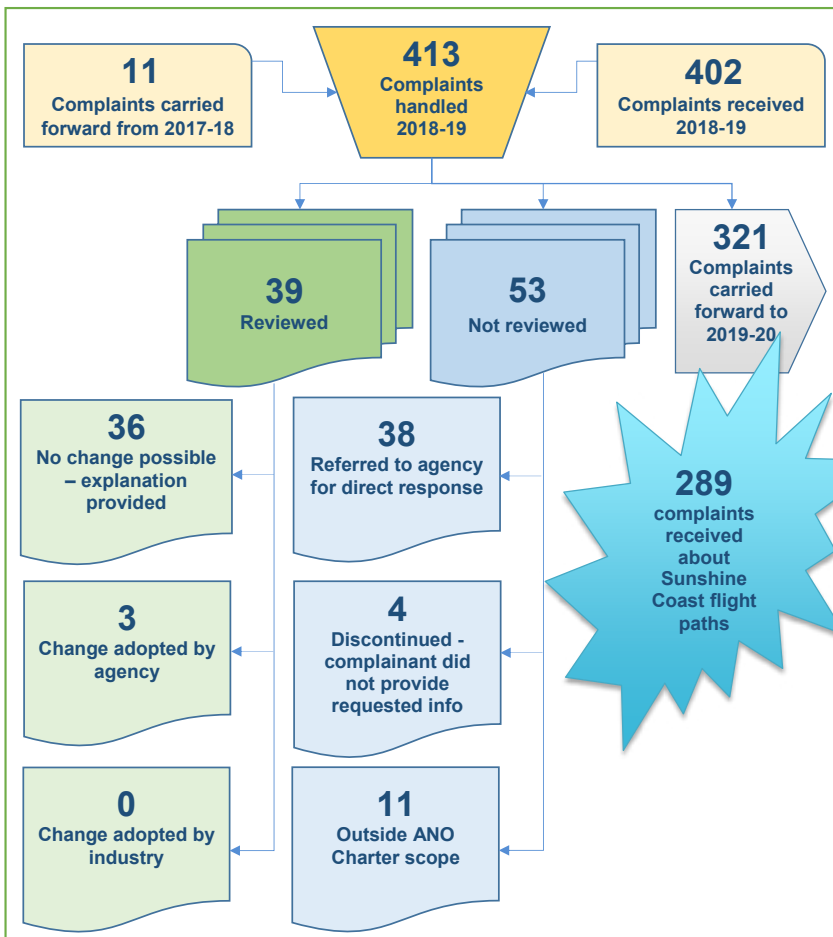 11
Complaints carried
forward from 2017-18
413
Complaints
handled
2018-19
402
Complaints received
2018-19
39
Reviewed
53
Not reviewed
321
Complaints
carried
forward to
2019-20
36
No change possible
– explanation
provided
38
Referred to agency
for direct response
289
complaints
received
about
Sunshine
Coast flight
paths
3
Change adopted by
agency
4
Discontinued -
complainant did
not provide
requested info
0
Change adopted by
industry
11
Outside ANO
Charter scope